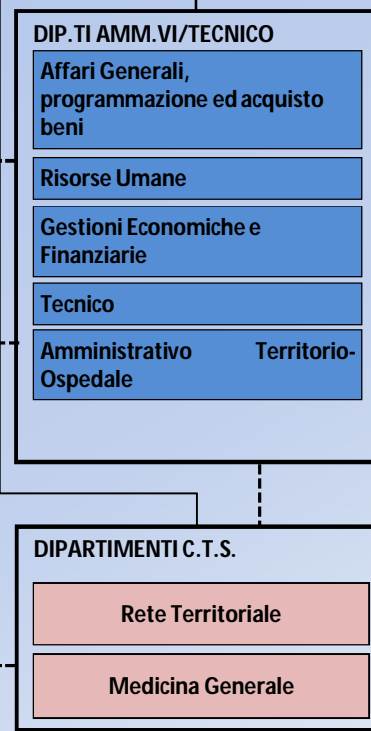 DIP.TI AMM.VI/TECNICO
Affari Generali,
programmazione ed acquisto
beni
Risorse Umane
Gestioni Economiche e
Finanziarie
Tecnico
Amministrativo Territorio-
Ospedale
DIPARTIMENTI C.T.S.
Rete Territoriale
Medicina Generale